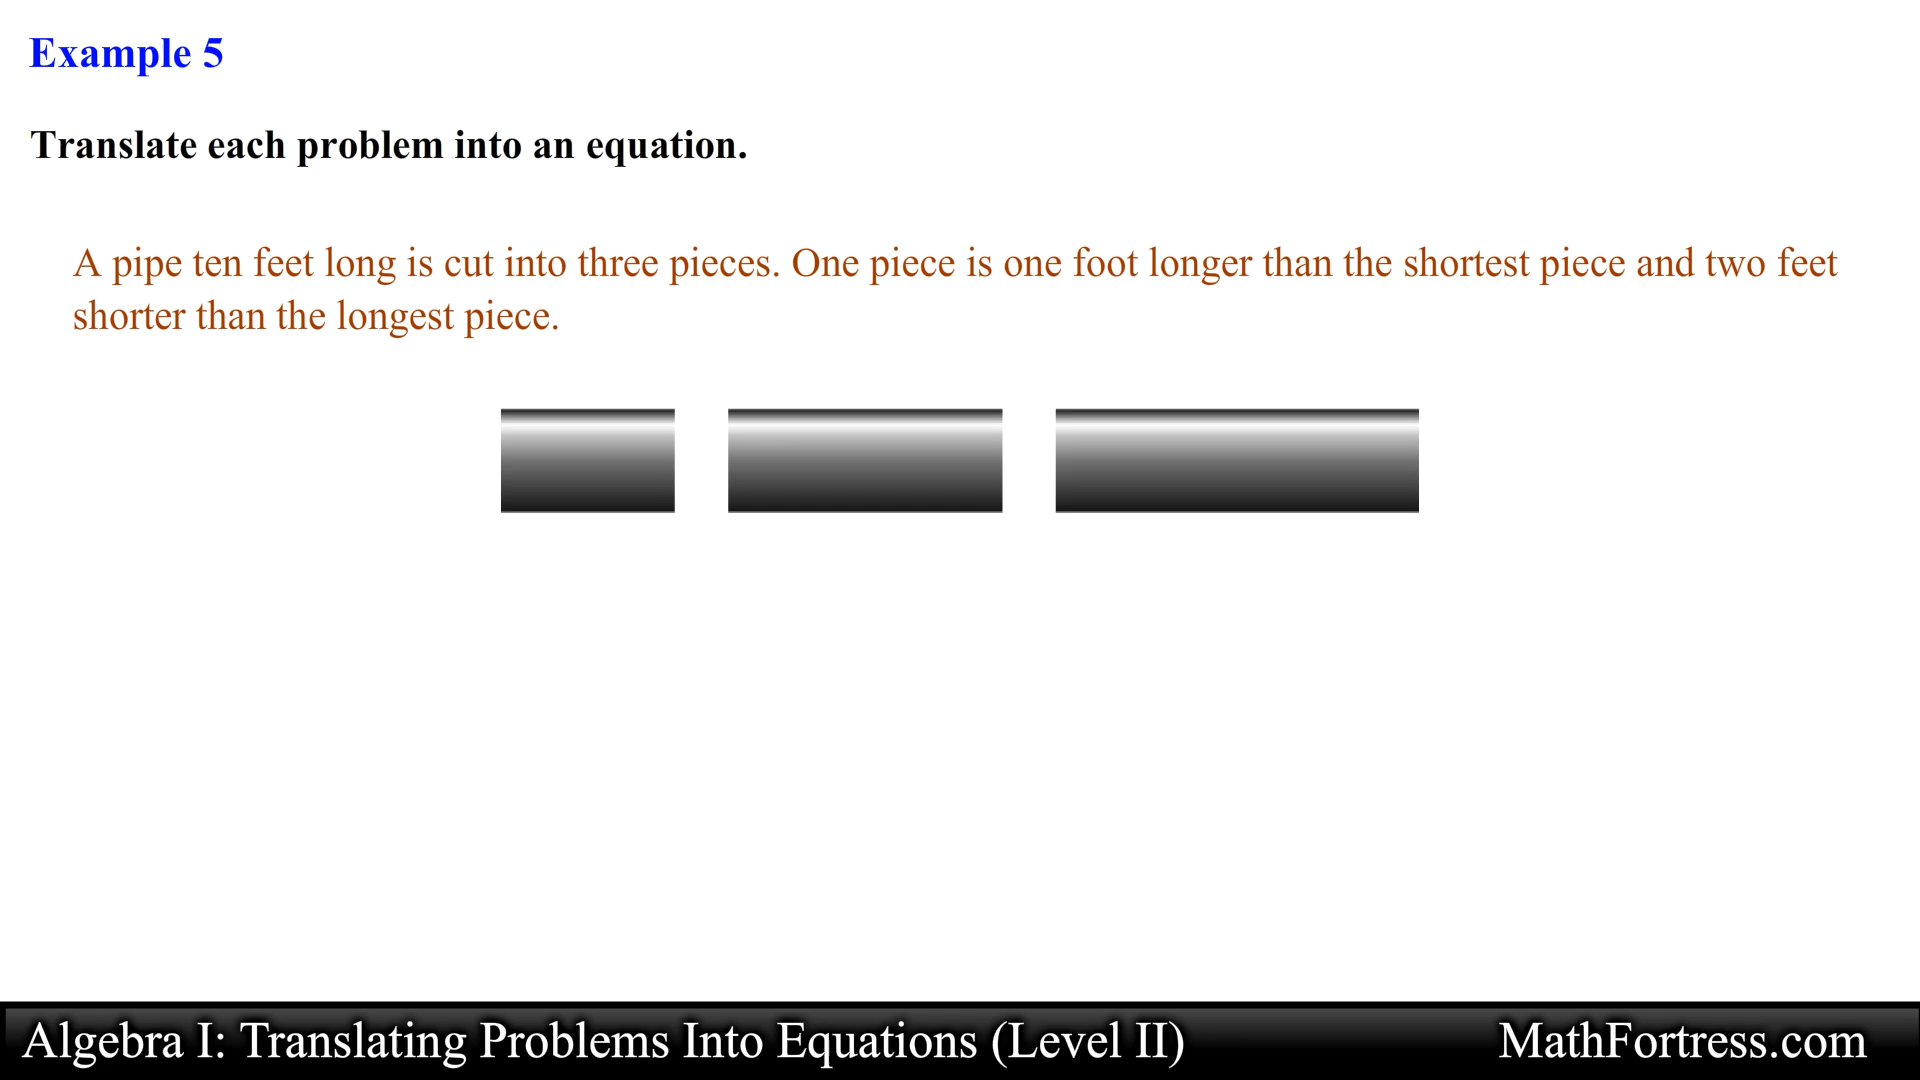 Example 5
Translate each problem into an equation.
A pipe ten feet long is cut into three pieces. One piece is one foot longer than the shortest piece and two feet
shorter than the longest piece.
Algebra I: Translating Problems Into Equations (Level II)
MathFortress.com